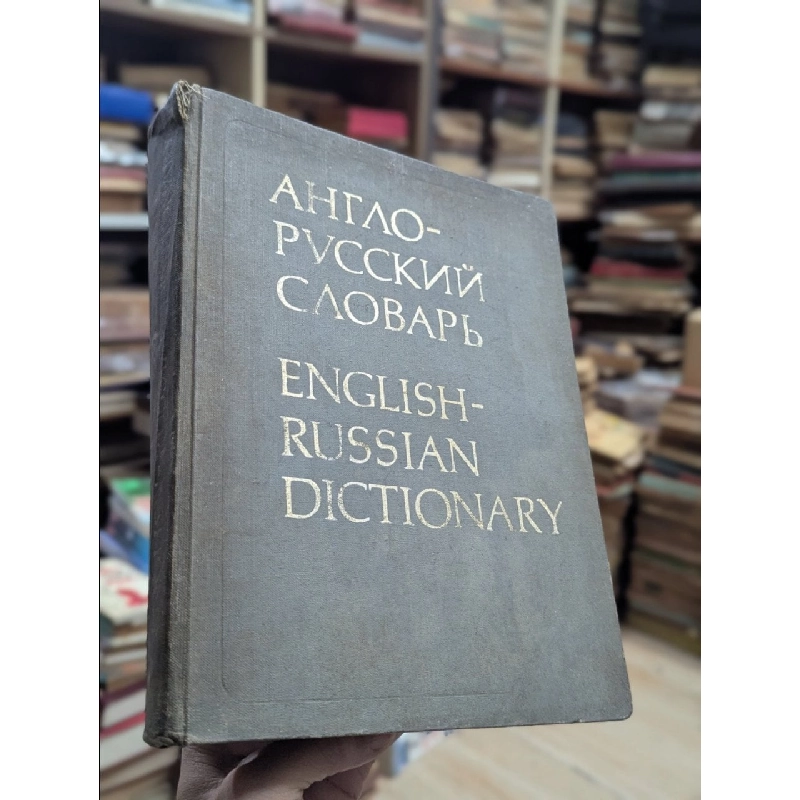 АНГЛО-
РУССКИЙ
СЛОВАРЬ
ENGLISH-
RUSSIAN
DICTIONARY